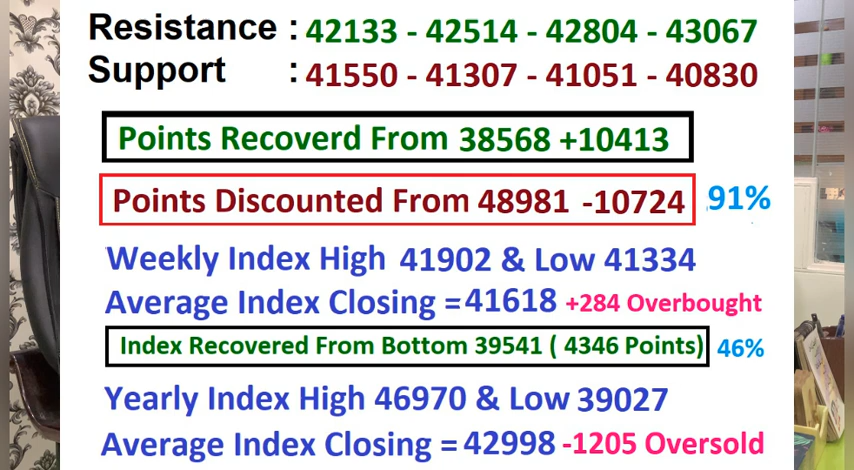 Resistance : 42133 - 42514 - 42804 - 43067
Support : 41550 - 41307 - 41051 - 40830
Points Recoverd From 38568 +10413
Points Discounted From 48981 -10724 91%
Weekly Index High 41902 & Low 41334
Average Index Closing = 41618 +284 Overbought
Index Recovered From Bottom 39541 ( 4346 Points) 46%
Yearly Index High 46970 & Low 39027
Average Index Closing = 42998 -1205 Oversold